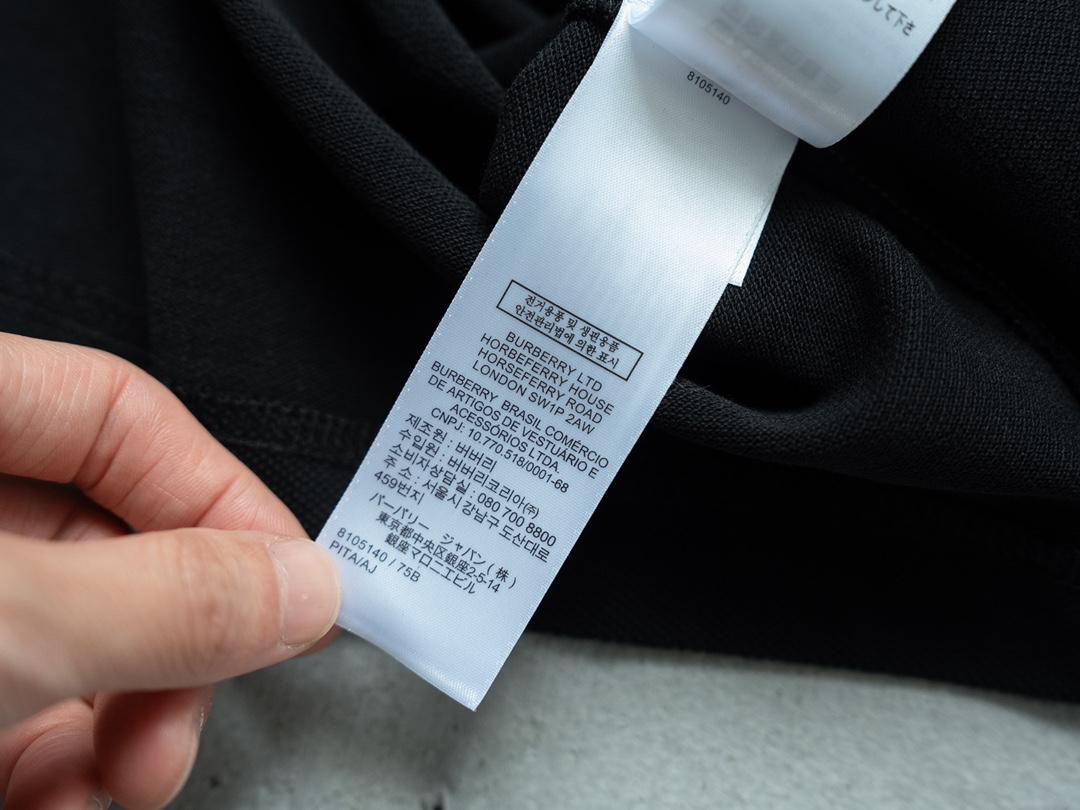 して下さ
8105140
전기용품 및 생활용품
안전관리법에 의한 표시
BURBERRY LTD
HORBEFERRY HOUSE
HORSEFERRY ROAD
LONDON SW1P 2AW
BURBERRY BRASIL COMÉRCIO
DE ARTIGOS DE VESTUÁRIO E
ACESSÓRIOS LTDA
CNPJ: 10.770.518/0001-68
제조원 : 버버리
수입원 : 버버리코리아(주)
소비자상담실 : 080 700 8800
주 소 : 서울시 강남구 도산대로
459번지
バーバリー ジャパン ( 株 )
東京都中央区銀座2-5-14
銀座マロニエビル
8105140 / 75B
PITA/AJ